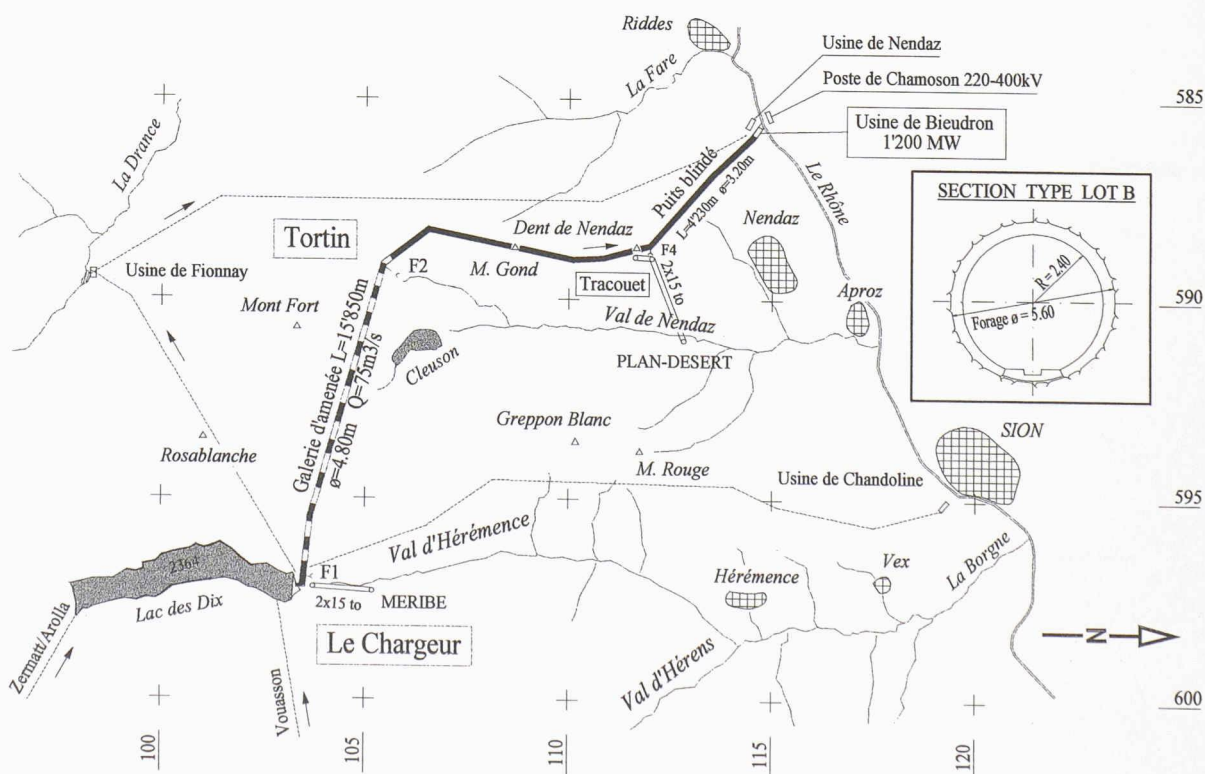 Riddes
Usine de Nendaz
La Fare
Poste de Chamoson 220-400kV
585
Usine de Bieudron
1'200 MW
La Drance
Puits blindé
L=4'230m ø=3.20m
Le Rhône
SECTION TYPE LOT B
R = 2.40
Forage ø = 5.60
Tortin
Dent de Nendaz
Nendaz
M. Gond
F4
Usine de Fionnay
F2
Tracouet
2x15 to
Aproz
590
Mont Fort
Val de Nendaz
Cleuson
PLAN-DESERT
Galerie d'amenée L=15'850m
ø=4.80m Q=75m3/s
Greppon Blanc
SION
Rosablanche
M. Rouge
Usine de Chandoline
595
Val d'Hérémence
La Borgne
2364
F1
Vex
Hérémence
Lac des Dix
2x15 to
MERIBE
N
Zermatt/Arolla
Le Chargeur
Val d'Hérens
Vouasson
600
100
105
110
115
120